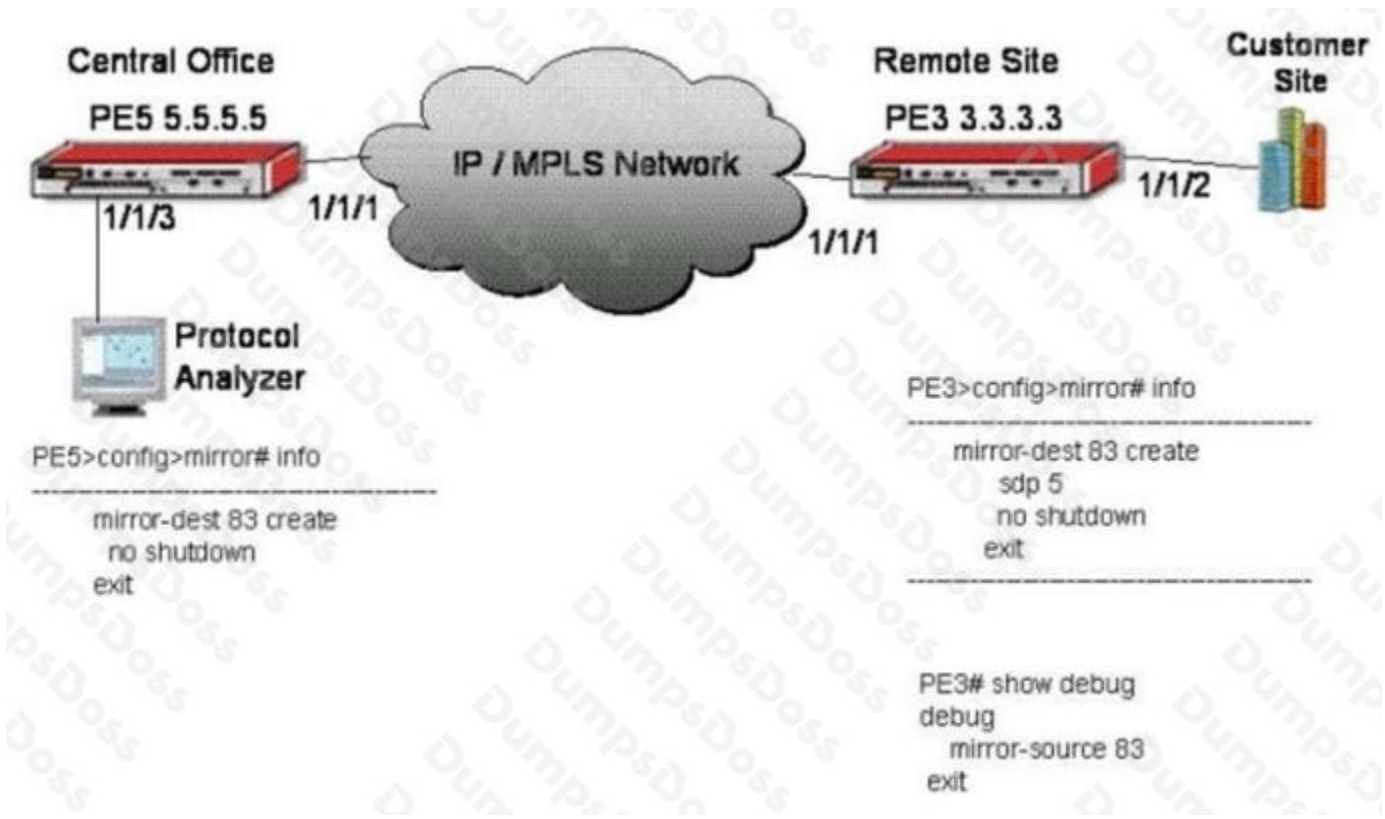 Central Office
PE5 5.5.5.5
1/1/3
1/1/1
IP / MPLS Network
Remote Site
PE3 3.3.3.3
1/1/1
1/1/2
Customer
Site
Protocol
Analyzer
PE5>config>mirror# info
----------------------------------------
mirror-dest 83 create
no shutdown
exit
PE3>config>mirror# info
----------------------------------------
mirror-dest 83 create
sdp 5
no shutdown
exit
----------------------------------------
PE3# show debug
debug
mirror-source 83
exit
DumpsDoss